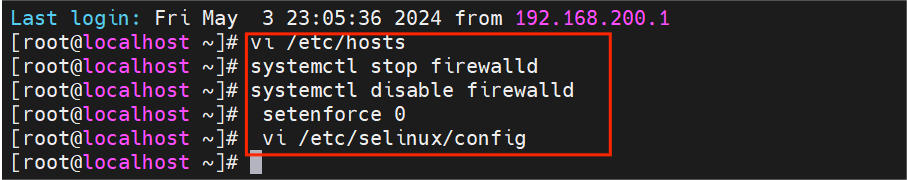 Last login: Fri May  3 23:05:36 2024 from 192.168.200.1
[root@localhost ~]# vi /etc/hosts
[root@localhost ~]# systemctl stop firewalld
[root@localhost ~]# systemctl disable firewalld
[root@localhost ~]#  setenforce 0
[root@localhost ~]#  vi /etc/selinux/config
[root@localhost ~]#